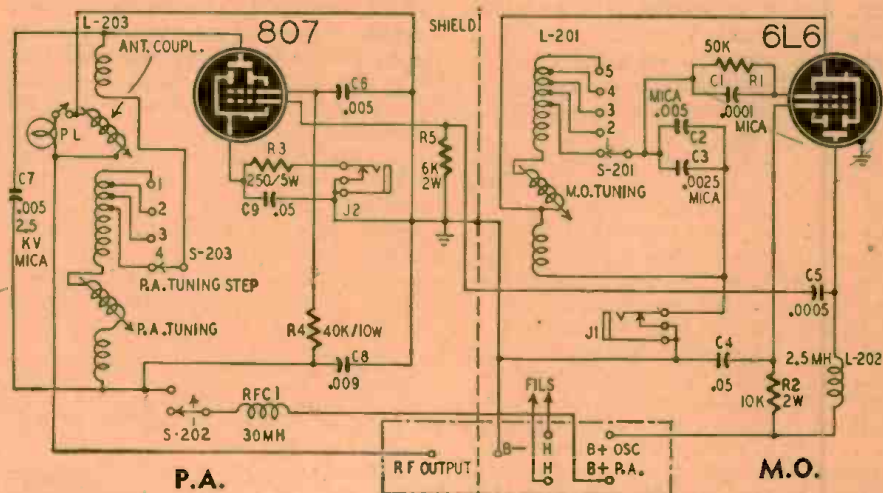 L-203
ANT. COUPL.
807
SHIELD
L-201
50K
6L6
C1
R1
.0001
MICA
5
4
3
2
MICA
.005
C2
S-201
C3
.0025
MICA
C6
.005
R5
6K
2W
P L
R3
250/5W
C9 .05
J2
C7
.005
2.5
KV
MICA
1
2
3
4
S-203
P.A. TUNING STEP
P.A. TUNING
M.O. TUNING
R4
40K/10W
C8
.009
J1
C5
.0005
C4
.05
2.5 MH
L-202
R2
10K
2W
RFC1
30MH
S-202
FILS
RF OUTPUT
B-
H
H
B+ OSC
B+ P.A.
P.A.
M.O.